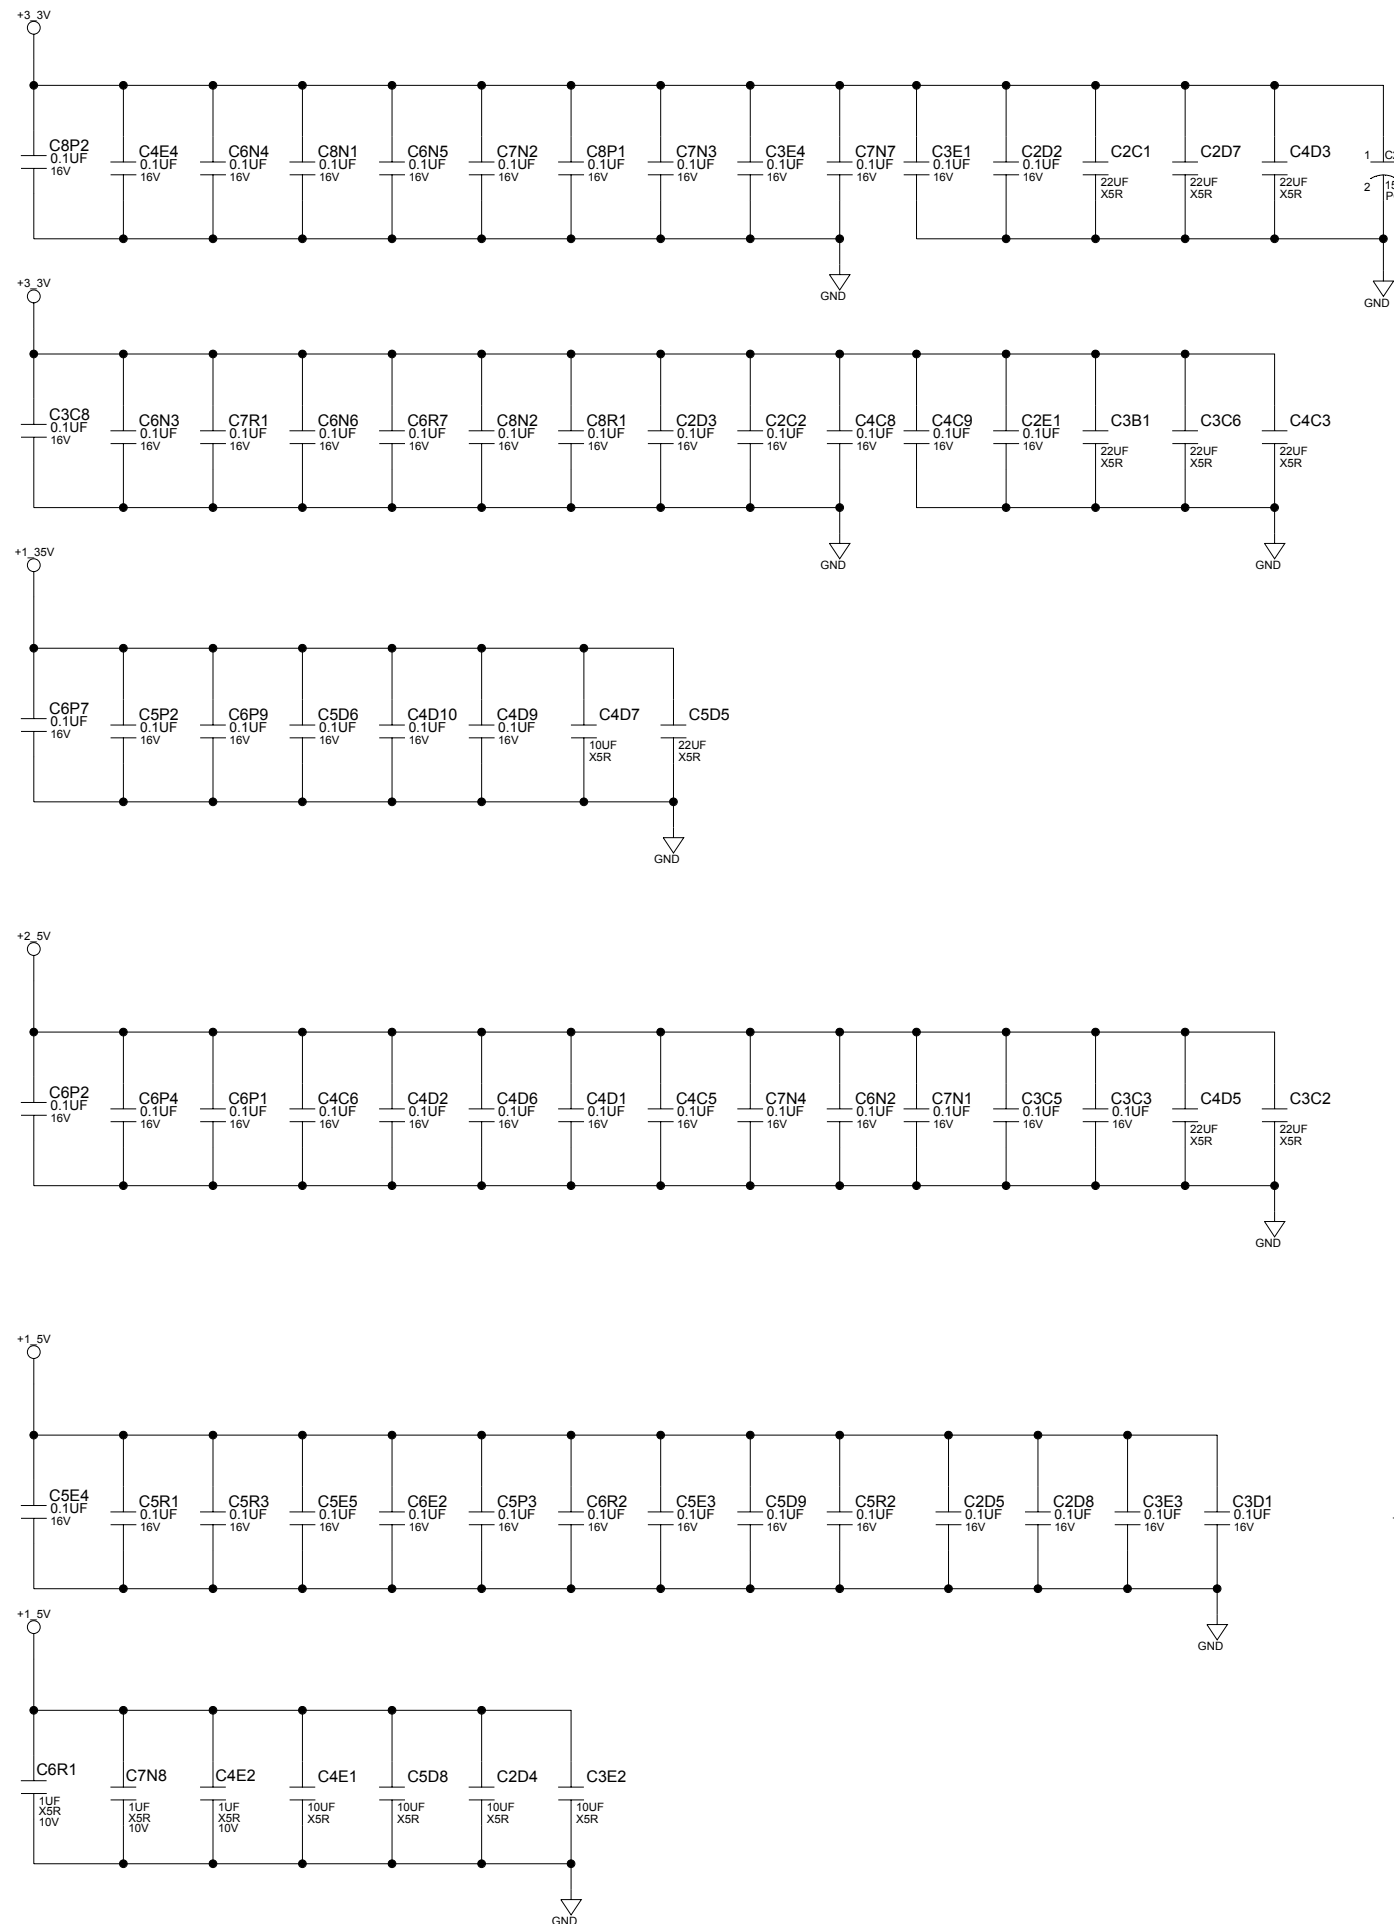 +3_3V
C8P2 C4E4 C6N4 C8N1 C6N5 C7N2 C8P1 C7N3 C3E4 C7N7 C3E1 C2D2 C2C1 C2D7 C4D3
0.1UF 0.1UF 0.1UF 0.1UF 0.1UF 0.1UF 0.1UF 0.1UF 0.1UF 0.1UF 0.1UF 0.1UF 1
16V 16V 16V 16V 16V 16V 16V 16V 16V 16V 16V 16V 22UF 22UF 22UF 2
X5R X5R X5R
GND GND
+3_3V
C3C8 C6N3 C7R1 C6N6 C6R7 C8N2 C8R1 C2D3 C2C2 C4C8 C4C9 C2E1 C3B1 C3C6 C4C3
0.1UF 0.1UF 0.1UF 0.1UF 0.1UF 0.1UF 0.1UF 0.1UF 0.1UF 0.1UF 0.1UF 0.1UF
16V 16V 16V 16V 16V 16V 16V 16V 16V 16V 16V 16V 22UF 22UF 22UF
X5R X5R X5R
GND GND
+1_35V
C6P7 C5P2 C6P9 C5D6 C4D10 C4D9 C4D7 C5D5
0.1UF 0.1UF 0.1UF 0.1UF 0.1UF 0.1UF
16V 16V 16V 16V 16V 16V 10UF 22UF
X5R X5R
GND
+2_5V
C6P2 C6P4 C6P1 C4C6 C4D2 C4D6 C4D1 C4C5 C7N4 C6N2 C7N1 C3C5 C3C3 C4D5 C3C2
0.1UF 0.1UF 0.1UF 0.1UF 0.1UF 0.1UF 0.1UF 0.1UF 0.1UF 0.1UF 0.1UF 0.1UF 0.1UF
16V 16V 16V 16V 16V 16V 16V 16V 16V 16V 16V 16V 16V 22UF 22UF
X5R X5R
GND
+1_5V
C5E4 C5R1 C5R3 C5E5 C6E2 C5P3 C6R2 C5E3 C5D9 C5R2 C2D5 C2D8 C3E3 C3D1
0.1UF 0.1UF 0.1UF 0.1UF 0.1UF 0.1UF 0.1UF 0.1UF 0.1UF 0.1UF 0.1UF 0.1UF 0.1UF 0.1UF
16V 16V 16V 16V 16V 16V 16V 16V 16V 16V 16V 16V 16V 16V
GND
+1_5V
C6R1 C7N8 C4E2 C4E1 C5D8 C2D4 C3E2
1UF 1UF 1UF 10UF 10UF 10UF 10UF
X5R X5R X5R X5R X5R X5R X5R
10V 10V 10V
GND